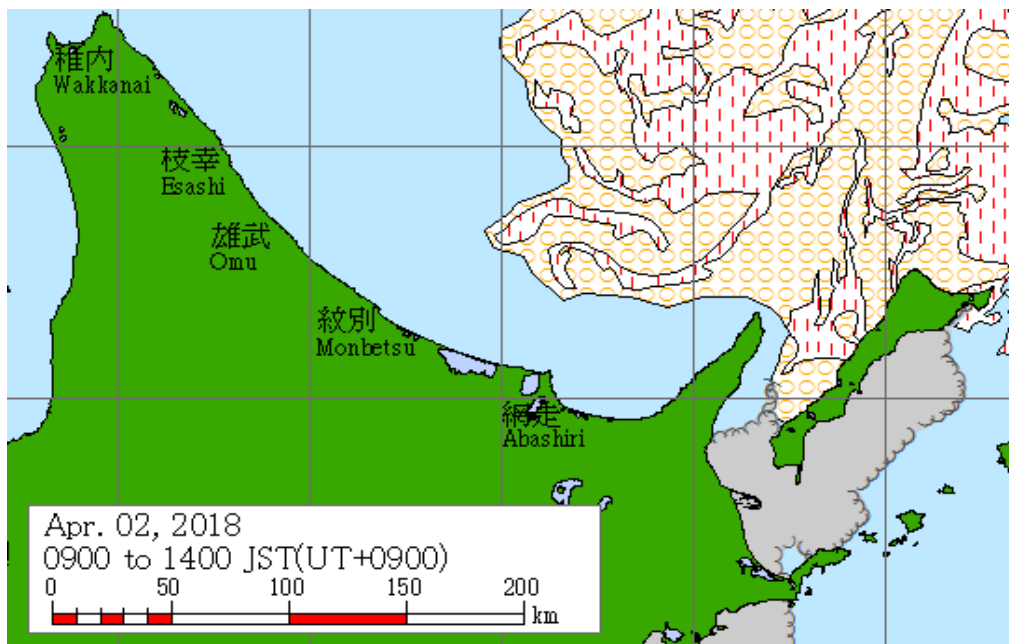 稚内
Wakkanai
枝幸
Esashi
雄武
Omu
紋別
Monbetsu
網走
Abashiri
Apr. 02, 2018
0900 to 1400 JST(UT+0900)
0 50 100 150 200
km